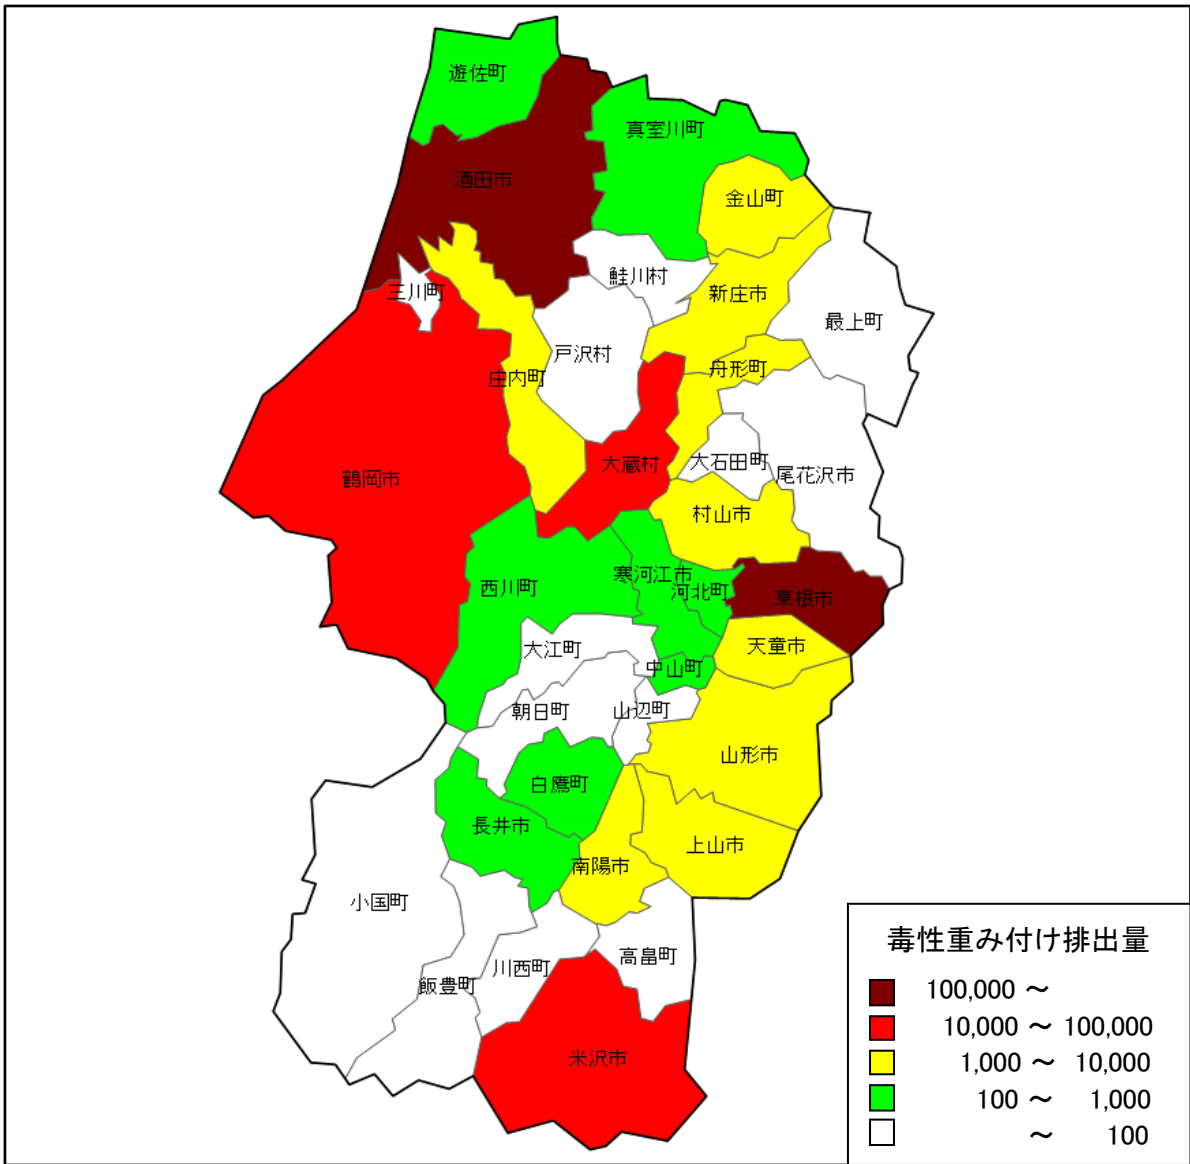 遊佐町
真室川町
酒田市
金山町
鮭川村
三川町
新庄市
最上町
戸沢村
舟形町
庄内町
大蔵村
大石田町
尾花沢市
鶴岡市
村山市
寒河江市
西川町
河北町
東根市
大江町
天童市
中山町
朝日町
山辺町
山形市
白鷹町
長井市
上山市
南陽市
小国町
高畠町
川西町
飯豊町
米沢市
毒性重み付け排出量
100,000 ～
10,000 ～ 100,000
1,000 ～ 10,000
100 ～ 1,000
～ 100